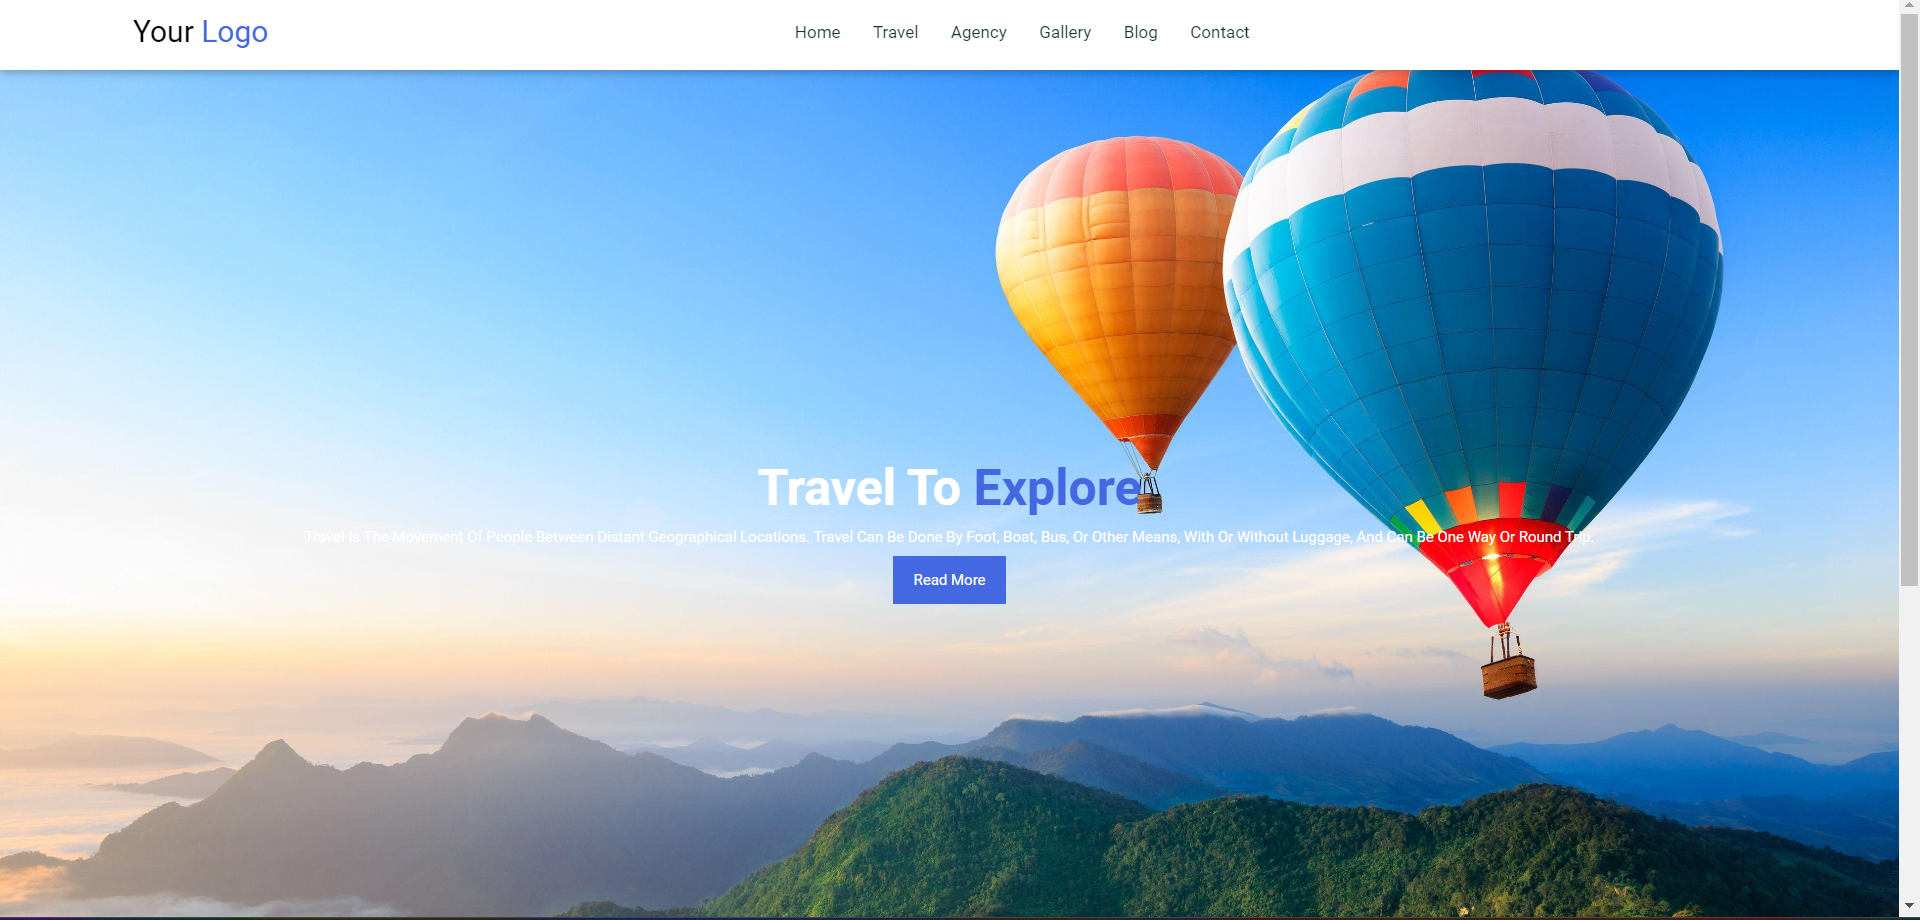 Your Logo
Home Travel Agency Gallery Blog Contact
Travel To Explore
Travel Is The Movement Of People Between Distant Geographical Locations. Travel Can Be Done By Foot, Boat, Bus, Or Other Means, With Or Without Luggage, And Can Be One Way Or Round Trip.
Read More